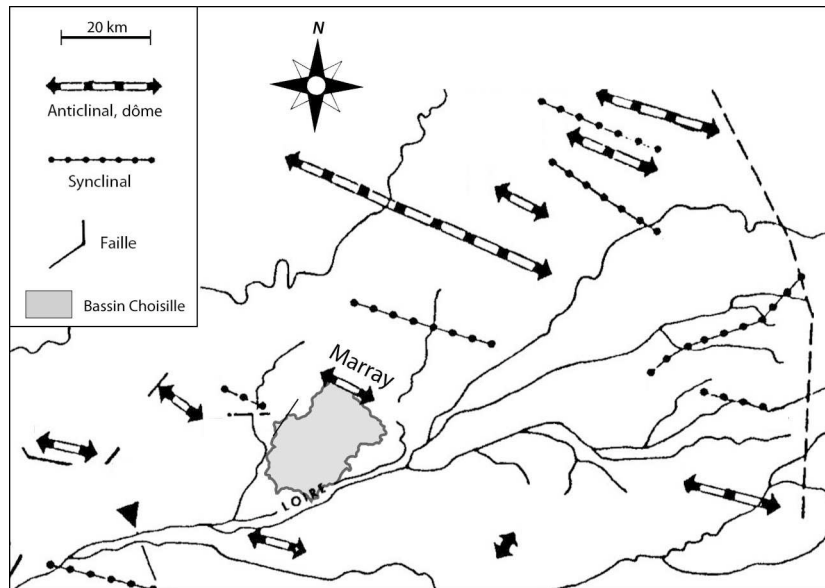 20 km
Anticlinal, dôme
Synclinal
Faille
Bassin Choisille
N
Marray
LOIRE